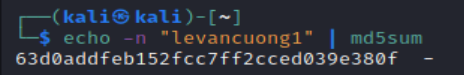 ┌──(kali㉿kali)-[~]
└─$ echo -n "levancuong1" | md5sum
63d0addfeb152fcc7ff2cced039e380f  -